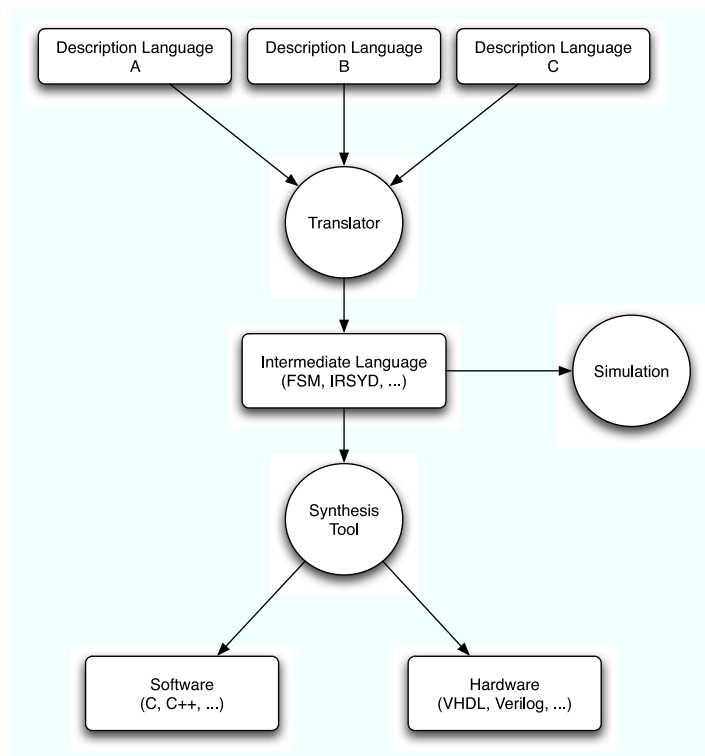 Description Language
A
Description Language
B
Description Language
C
Translator
Intermediate Language
(FSM, IRSYD, ...)
Simulation
Synthesis
Tool
Software
(C, C++, ...)
Hardware
(VHDL, Verilog, ...)